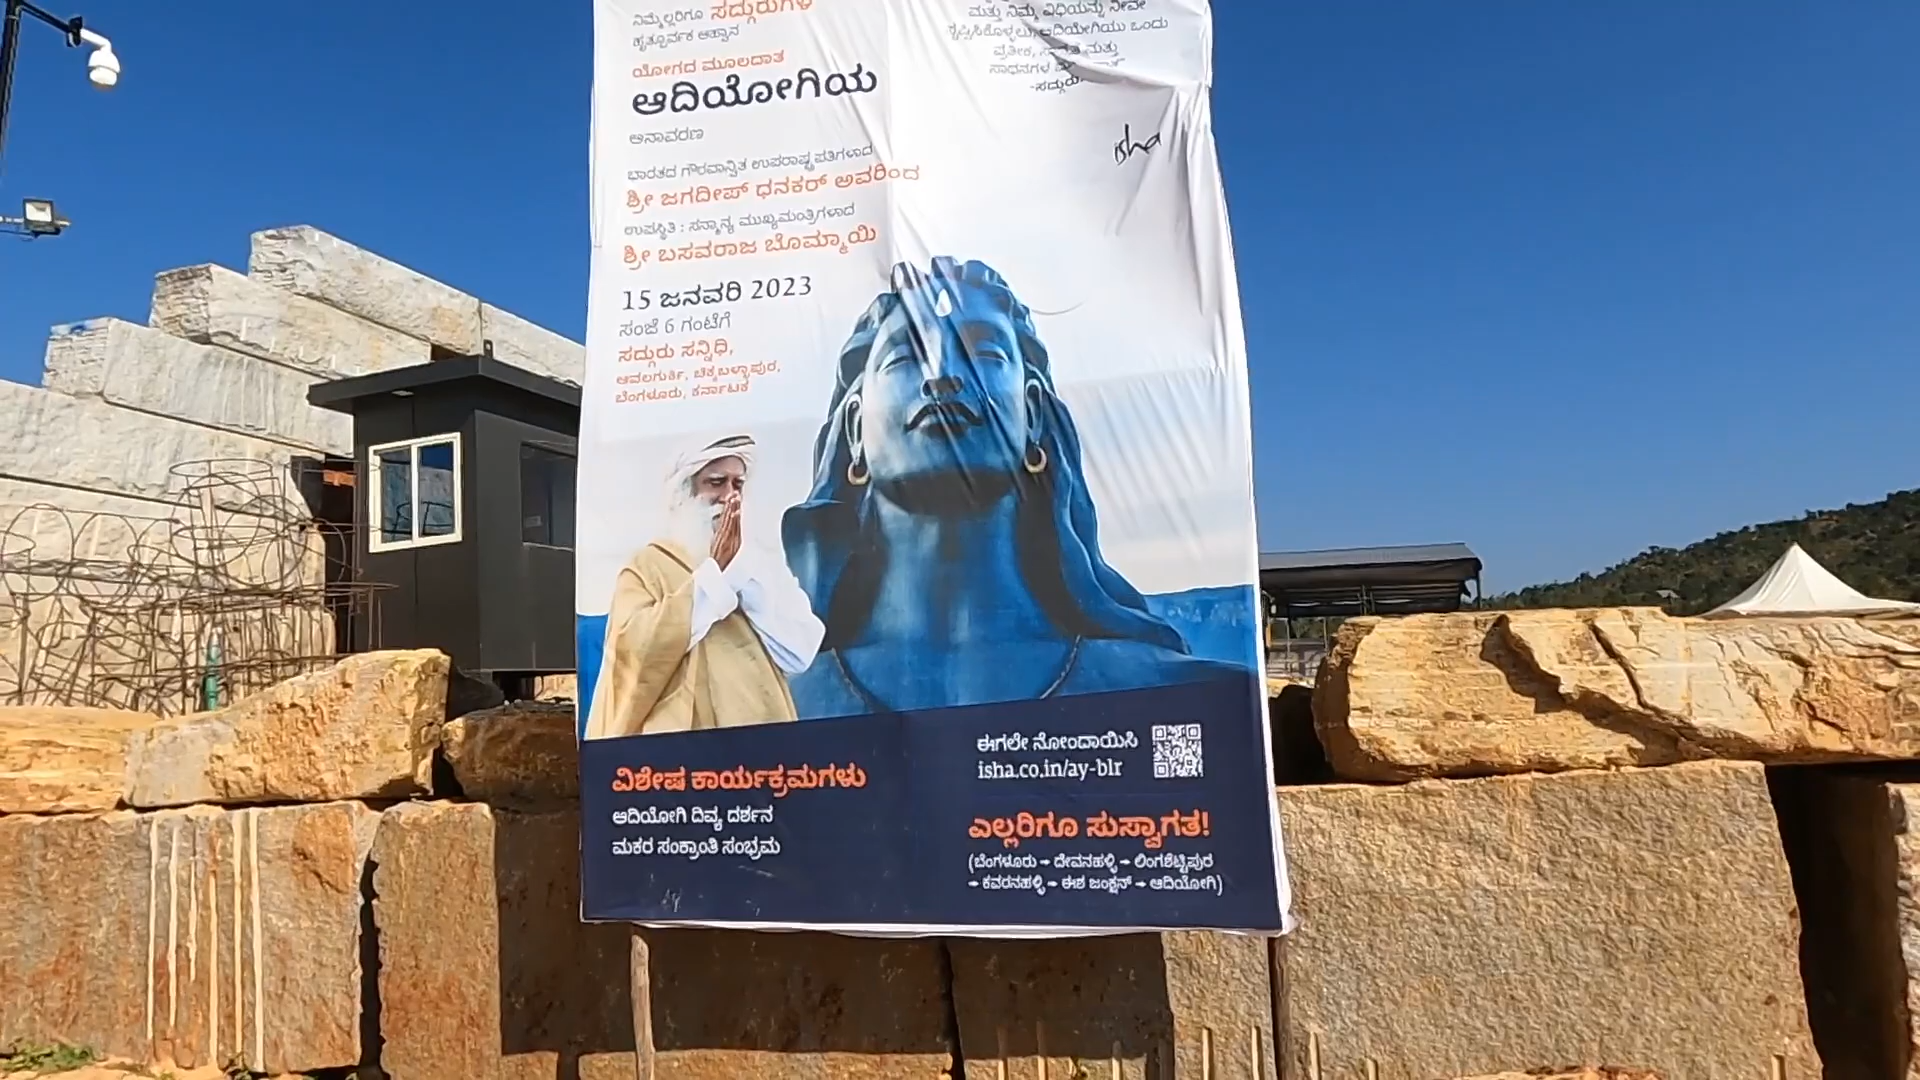 ನಿಮ್ಮೆಲ್ಲರಿಗೂ ಸದ್ಗುರುಗಳ
ಹೃತ್ಪೂರ್ವಕ ಆಹ್ವಾನ
ಯೋಗದ ಮೂಲದಾತ
ಆದಿಯೋಗಿಯ
ಅನಾವರಣ
ಭಾರತದ ಗೌರವಾನ್ವಿತ ಉಪರಾಷ್ಟ್ರಪತಿಗಳಾದ
ಶ್ರೀ ಜಗದೀಪ್ ಧನಕರ್ ಅವರಿಂದ
ಉಪಸ್ಥಿತಿ : ಸನ್ಮಾನ್ಯ ಮುಖ್ಯಮಂತ್ರಿಗಳಾದ
ಶ್ರೀ ಬಸವರಾಜ ಬೊಮ್ಮಾಯಿ
15 ಜನವರಿ 2023
ಸಂಜೆ 6 ಗಂಟೆಗೆ
ಸದ್ಗುರು ಸನ್ನಿಧಿ,
ಆವಲಗುರ್ಕಿ, ಚಿಕ್ಕಬಳ್ಳಾಪುರ,
ಬೆಂಗಳೂರು, ಕರ್ನಾಟಕ
ಮತ್ತು ನಿಮ್ಮ ವಿಧಿಯನ್ನು ನೀವೇ
ಸೃಷ್ಟಿಸಿಕೊಳ್ಳಲು, ಆದಿಯೋಗಿಯು ಒಂದು
ಪ್ರತೀಕ, ಮತ್ತು
ಸಾಧನಗಳ
-ಸದ್ಗುರು
isha
ವಿಶೇಷ ಕಾರ್ಯಕ್ರಮಗಳು
ಆದಿಯೋಗಿ ದಿವ್ಯ ದರ್ಶನ
ಮಕರ ಸಂಕ್ರಾಂತಿ ಸಂಭ್ರಮ
ಈಗಲೇ ನೋಂದಾಯಿಸಿ
isha.co.in/ay-blr
ಎಲ್ಲರಿಗೂ ಸುಸ್ವಾಗತ!
(ಬೆಂಗಳೂರು → ದೇವನಹಳ್ಳಿ → ಲಿಂಗಶೆಟ್ಟಿಪುರ
→ ಕವರನಹಳ್ಳಿ → ಈಶ ಜಂಕ್ಷನ್ → ಆದಿಯೋಗಿ)